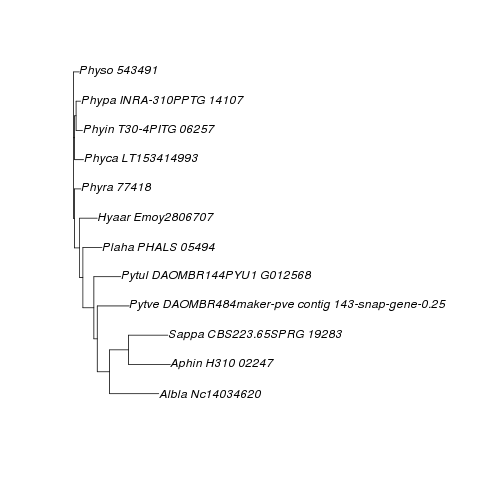 Physo 543491
Phypa INRA-310PPTG 14107
Phyin T30-4PITG 06257
Phyca LT153414993
Phyra 77418
Hyaar Emoy2806707
Plaha PHALS 05494
Pytul DAOMBR144PYU1 G012568
Pytve DAOMBR484maker-pve contig 143-snap-gene-0.25
Sappa CBS223.65SPRG 19283
Aphin H310 02247
Albla Nc14034620